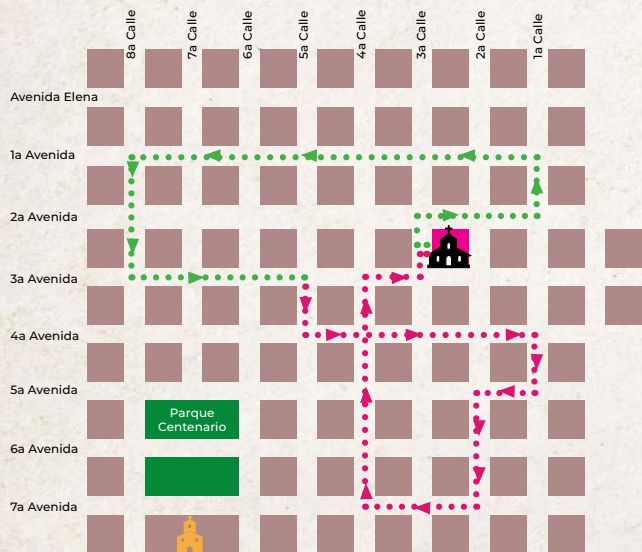 8a Calle
7a Calle
6a Calle
5a Calle
4a Calle
3a Calle
2a Calle
1a Calle
Avenida Elena
1a Avenida
2a Avenida
3a Avenida
4a Avenida
5a Avenida
Parque
Centenario
6a Avenida
7a Avenida